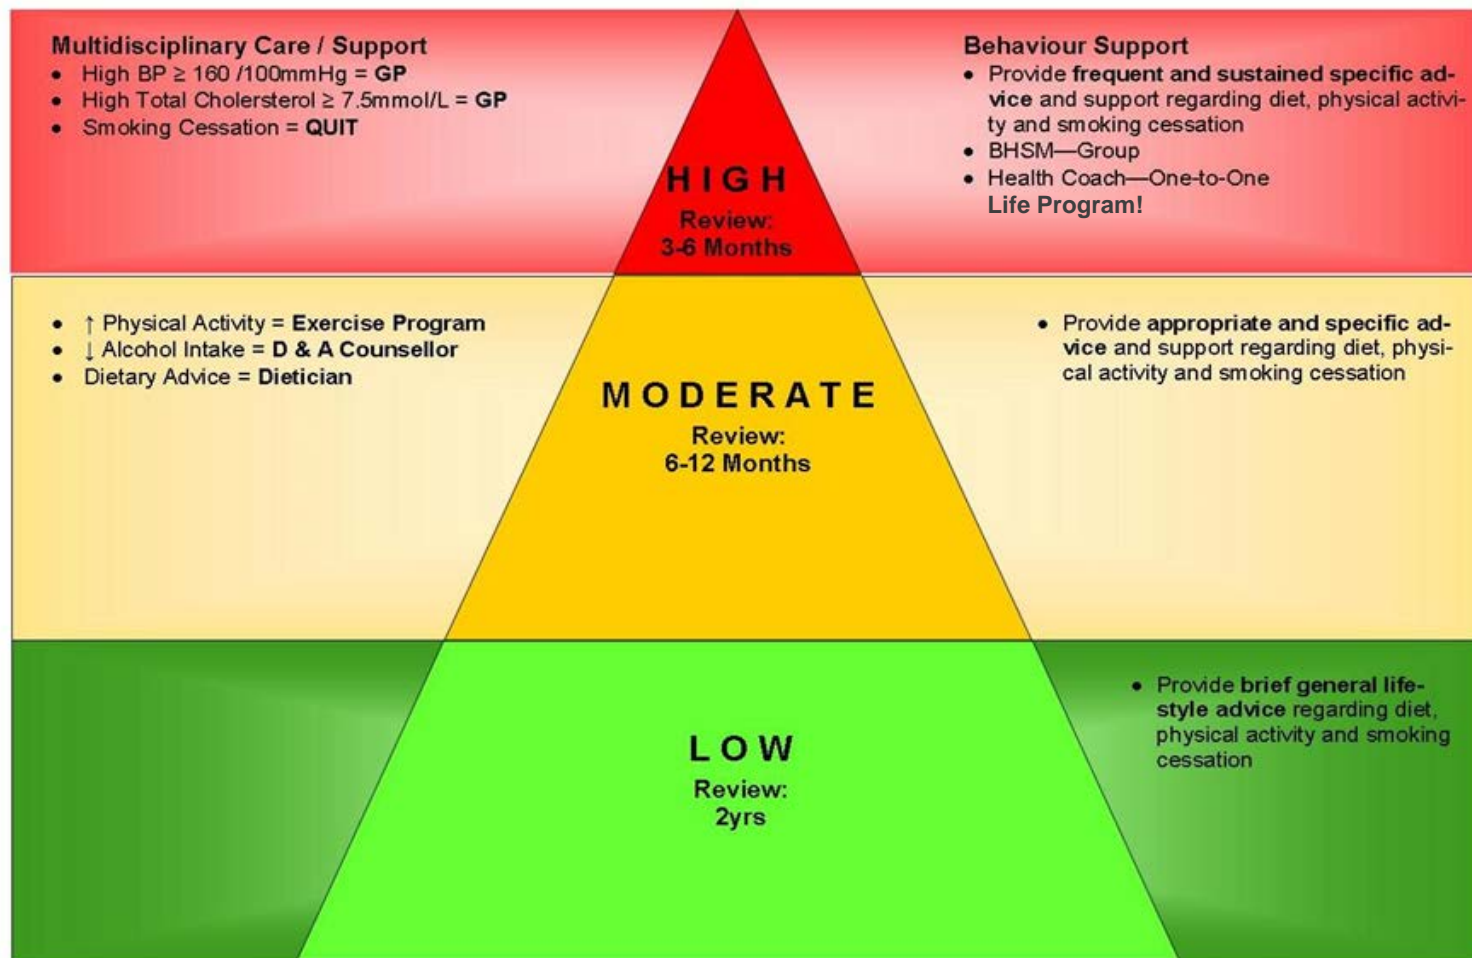 Multidisciplinary Care / Support
• High BP ≥ 160 /100mmHg = GP
• High Total Cholersterol ≥ 7.5mmol/L = GP
• Smoking Cessation = QUIT
Behaviour Support
• Provide frequent and sustained specific ad-
vice and support regarding diet, physical activi-
ty and smoking cessation
• BHSM—Group
• Health Coach—One-to-One
Life Program!
HIGH
Review:
3-6 Months
• ↑ Physical Activity = Exercise Program
• ↓ Alcohol Intake = D & A Counsellor
• Dietary Advice = Dietician
MODERATE
Review:
6-12 Months
• Provide appropriate and specific ad-
vice and support regarding diet, physi-
cal activity and smoking cessation
LOW
Review:
2yrs
• Provide brief general life-
style advice regarding diet,
physical activity and smoking
cessation